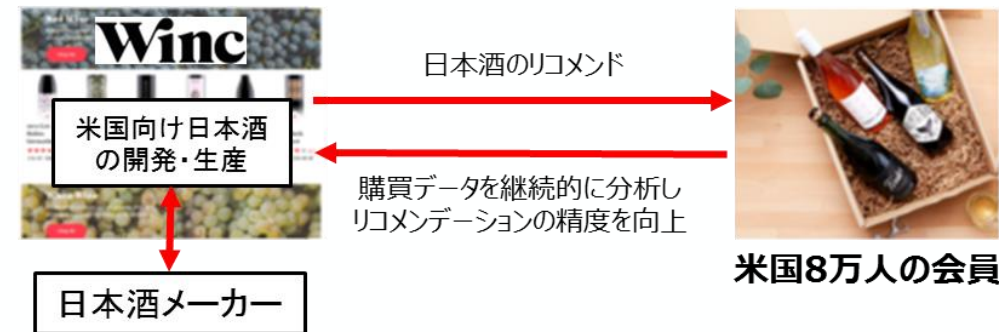 Winc
日本酒のリコメンド
米国向け日本酒
の開発・生産
購買データを継続的に分析し
リコメンデーションの精度を向上
米国8万人の会員
日本酒メーカー